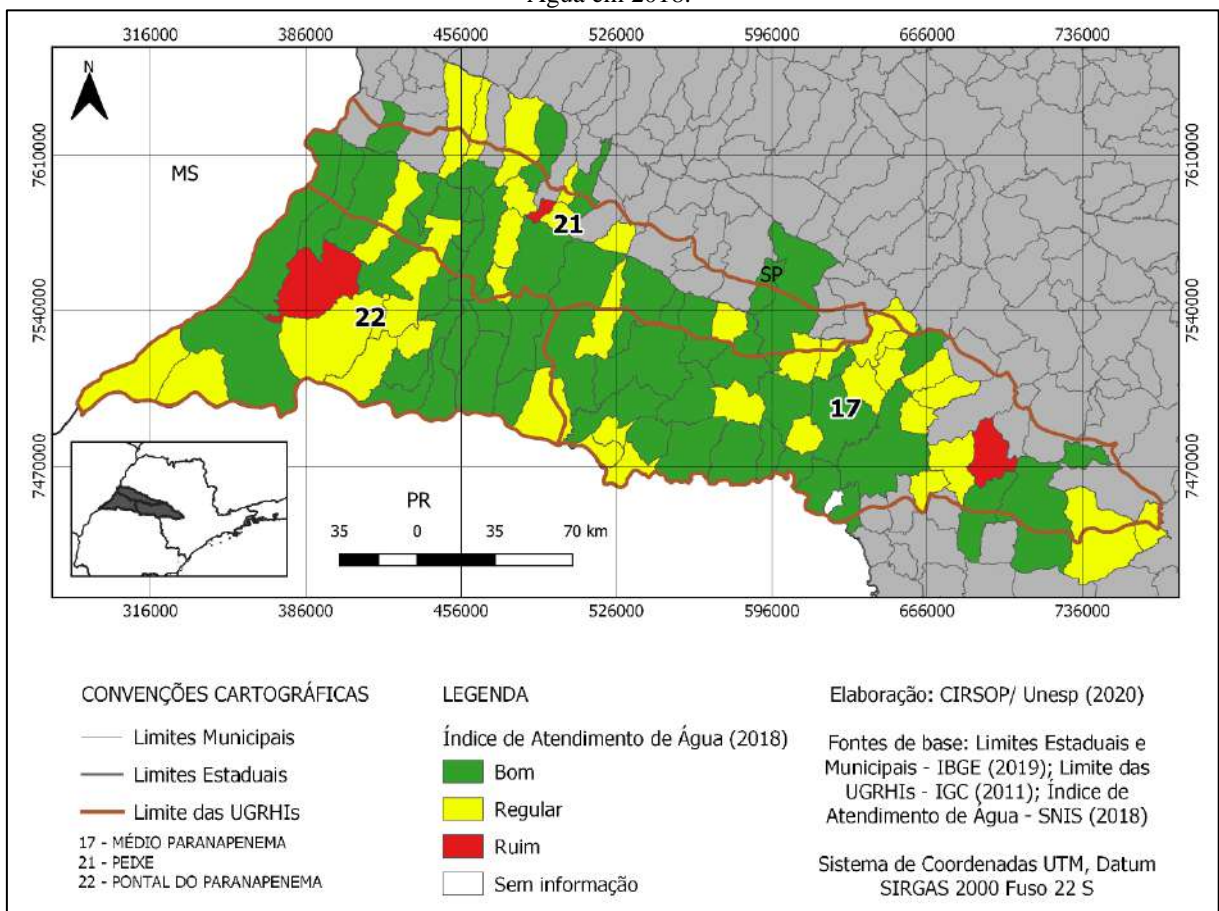 Água em 2018.
316000 386000 456000 526000 596000 666000 736000
N
7610000
7610000
MS
21
SP
7540000
7540000
22
17
7470000
7470000
PR
35 0 35 70 km
316000 386000 456000 526000 596000 666000 736000
CONVENÇÕES CARTOGRÁFICAS
Limites Municipais
Limites Estaduais
Limite das UGRHIs
17 - MÉDIO PARANAPENEMA
21 - PEIXE
22 - PONTAL DO PARANAPENEMA
LEGENDA
Índice de Atendimento de Água (2018)
Bom
Regular
Ruim
Sem informação
Elaboração: CIRSOP/ Unesp (2020)
Fontes de base: Limites Estaduais e
Municipais - IBGE (2019); Limite das
UGRHIs - IGC (2011); Índice de
Atendimento de Água - SNIS (2018)
Sistema de Coordenadas UTM, Datum
SIRGAS 2000 Fuso 22 S